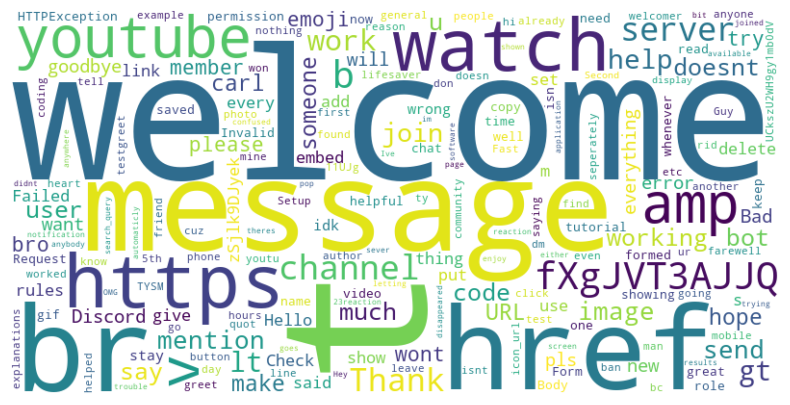 HTTPException example permission emoji now general people hi already need welcomer bit anyone joined
youtube nothing u reason watch server try
goodbye link member work will b help read doesnt
coding tell won carl someone don doesn lifesaver isn set Second display available shown
welcome
saved every add wrong copy Guy
testgreet Invalid photo first found in time whenever delete
anywhere please confused mine embed join chat well Fast everything software application seperately etc rid UCkszU2WH9gy1mb0dV
message
Failed heart zSjlk9DJyek f1UJg m error another keep
user didnt friend Setup pop Ive helpful ty community page saying find amp Bad
want search_query automaticly cuz theres idk reaction tutorial working bot
bro notification anybody sever dm either even formed ur farewell
https channel
Request 5th phone youtu author thing enjoy showing going
rules know worked TYSM video put code fXgJVT3AJJQ
explanations Discord give OMG name 23reaction much disappeared click URL use image s trying
gif go hours quot Hello letting test one mobile hope
br > t href
mention lt Check show wont icon_url pls man screen results send
stay button day said leave isnt new ban great gt
helped say greet line Thank Form role
trouble make goes Hey Body bc